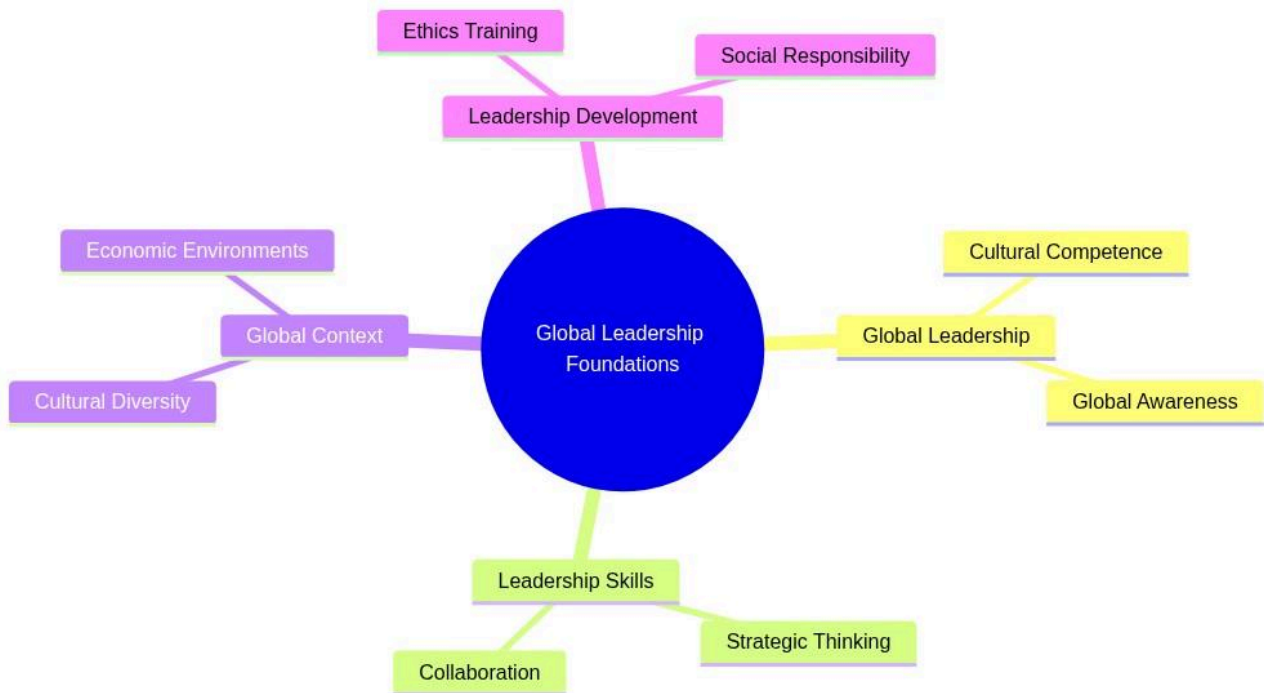 Ethics Training
Social Responsibility
Leadership Development
Economic Environments
Cultural Competence
Global Context
Global Leadership
Foundations
Global Leadership
Cultural Diversity
Global Awareness
Leadership Skills
Strategic Thinking
Collaboration